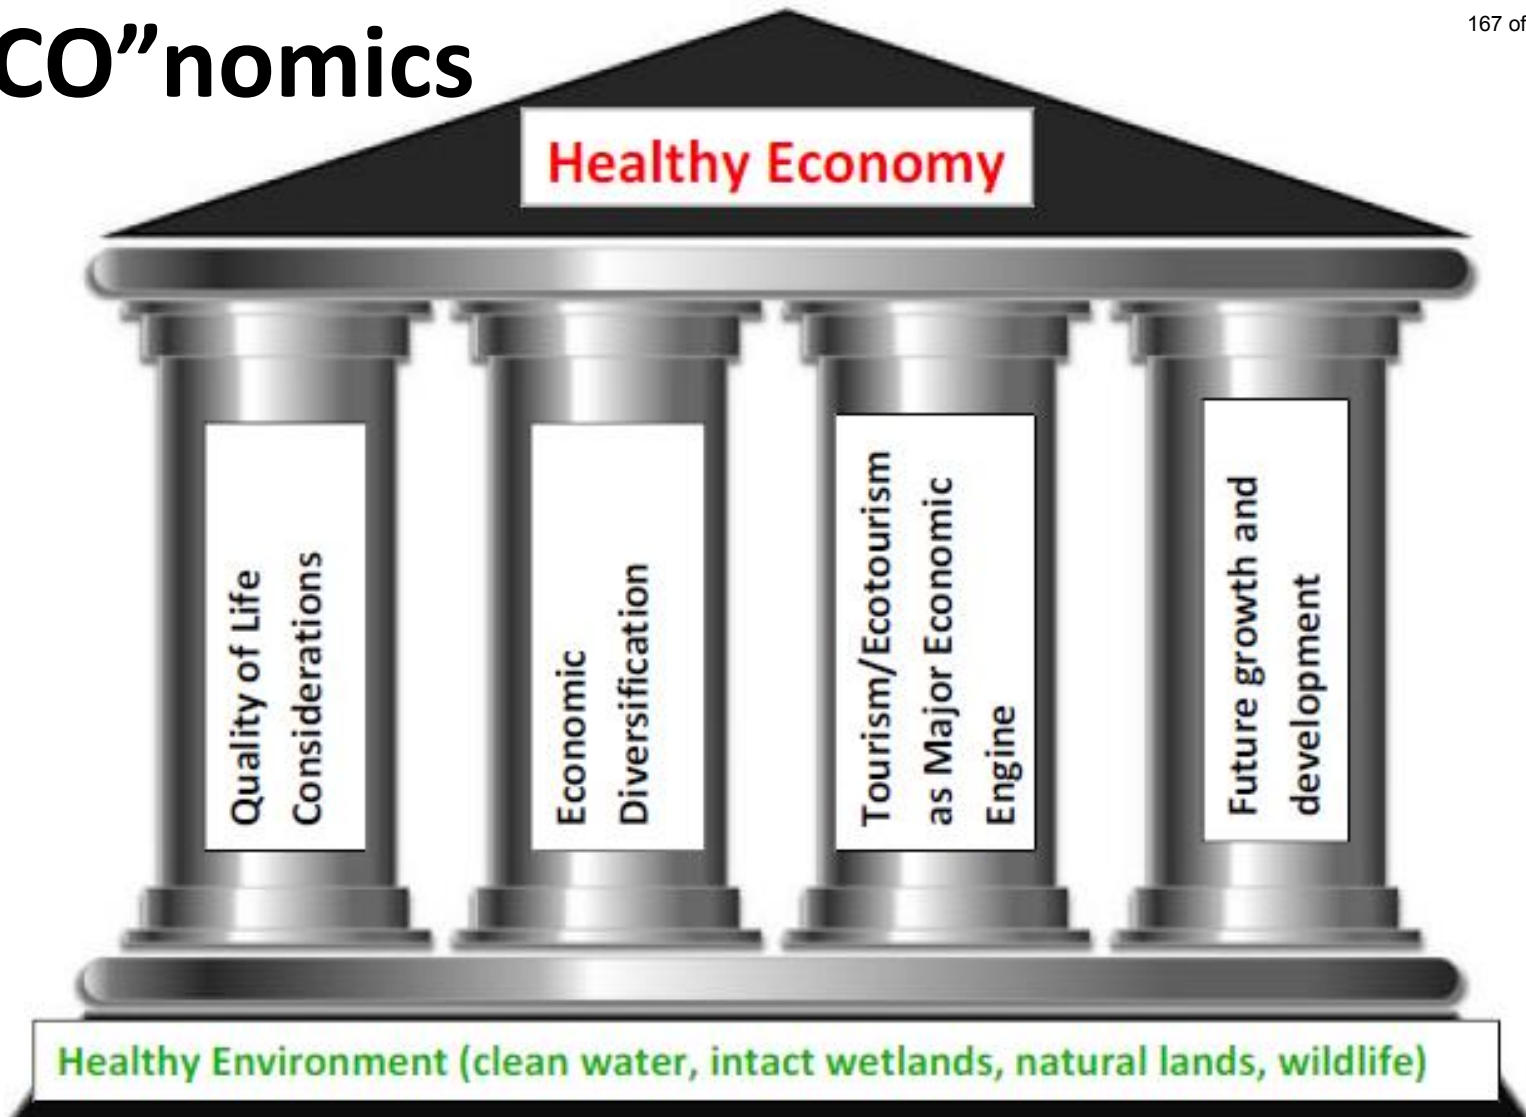 CO”nomics
167 of
Healthy Economy
Quality of Life
Considerations
Economic
Diversification
Tourism/Ecotourism
as Major Economic
Engine
Future growth and
development
Healthy Environment (clean water, intact wetlands, natural lands, wildlife)